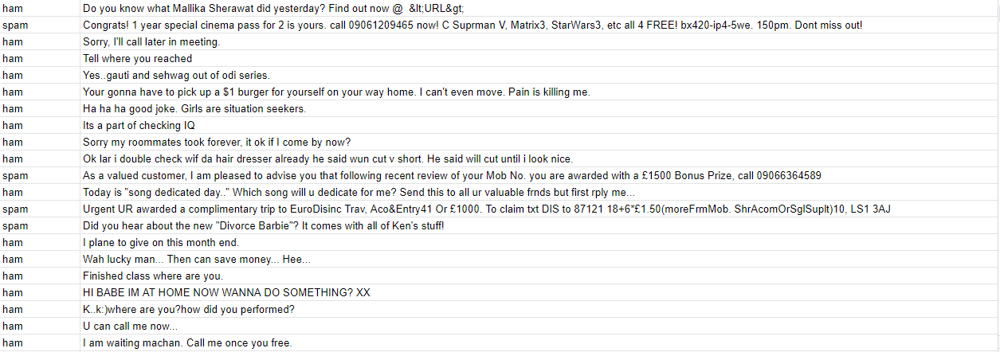 ham Do you know what Mallika Sherawat did yesterday? Find out now @  &lt;URL&gt;
spam Congrats! 1 year special cinema pass for 2 is yours. call 09061209465 now! C Suprman V, Matrix3, StarWars3, etc all 4 FREE! bx420-ip4-5we. 150pm. Dont miss out!
ham Sorry, I'll call later in meeting.
ham Tell where you reached
ham Yes..gauti and sehwag out of odi series.
ham Your gonna have to pick up a $1 burger for yourself on your way home. I can't even move. Pain is killing me.
ham Ha ha ha good joke. Girls are situation seekers.
ham Its a part of checking IQ
ham Sorry my roommates took forever, it ok if I come by now?
ham Ok lar i double check wif da hair dresser already he said wun cut v short. He said will cut until i look nice.
spam As a valued customer, I am pleased to advise you that following recent review of your Mob No. you are awarded with a £1500 Bonus Prize, call 09066364589
ham Today is "song dedicated day.." Which song will u dedicate for me? Send this to all ur valuable frnds but first rply me...
spam Urgent UR awarded a complimentary trip to EuroDisinc Trav, Aco&Entry41 Or £1000. To claim txt DIS to 87121 18+6*£1.50(moreFrmMob. ShrAcomOrSglSuplt)10, LS1 3AJ
spam Did you hear about the new "Divorce Barbie"? It comes with all of Ken's stuff!
ham I plane to give on this month end.
ham Wah lucky man... Then can save money... Hee...
ham Finished class where are you.
ham HI BABE IM AT HOME NOW WANNA DO SOMETHING? XX
ham K..k:)where are you?how did you performed?
ham U can call me now...
ham I am waiting machan. Call me once you free.